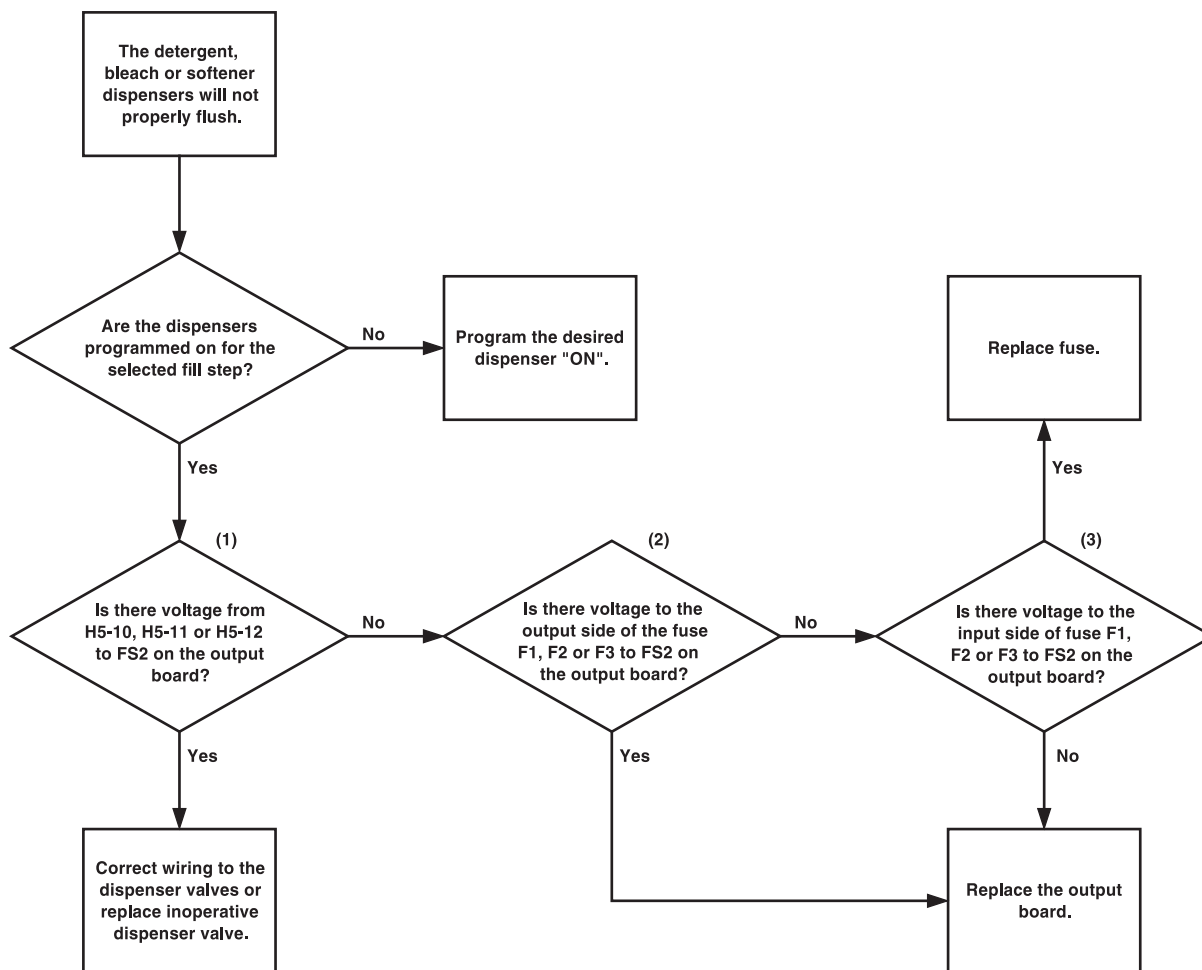 The detergent,
bleach or softener
dispensers will not
properly flush.
Are the dispensers
programmed on for the
selected fill step?
No
Program the desired
dispenser "ON".
Replace fuse.
Yes
Yes
(1)
Is there voltage from
H5-10, H5-11 or H5-12
to FS2 on the output
board?
No
(2)
Is there voltage to the
output side of the fuse
F1, F2 or F3 to FS2 on
the output board?
No
(3)
Is there voltage to the
input side of fuse F1,
F2 or F3 to FS2 on the
output board?
Yes
Yes
No
Correct wiring to the
dispenser valves or
replace inoperative
dispenser valve.
Replace the output
board.